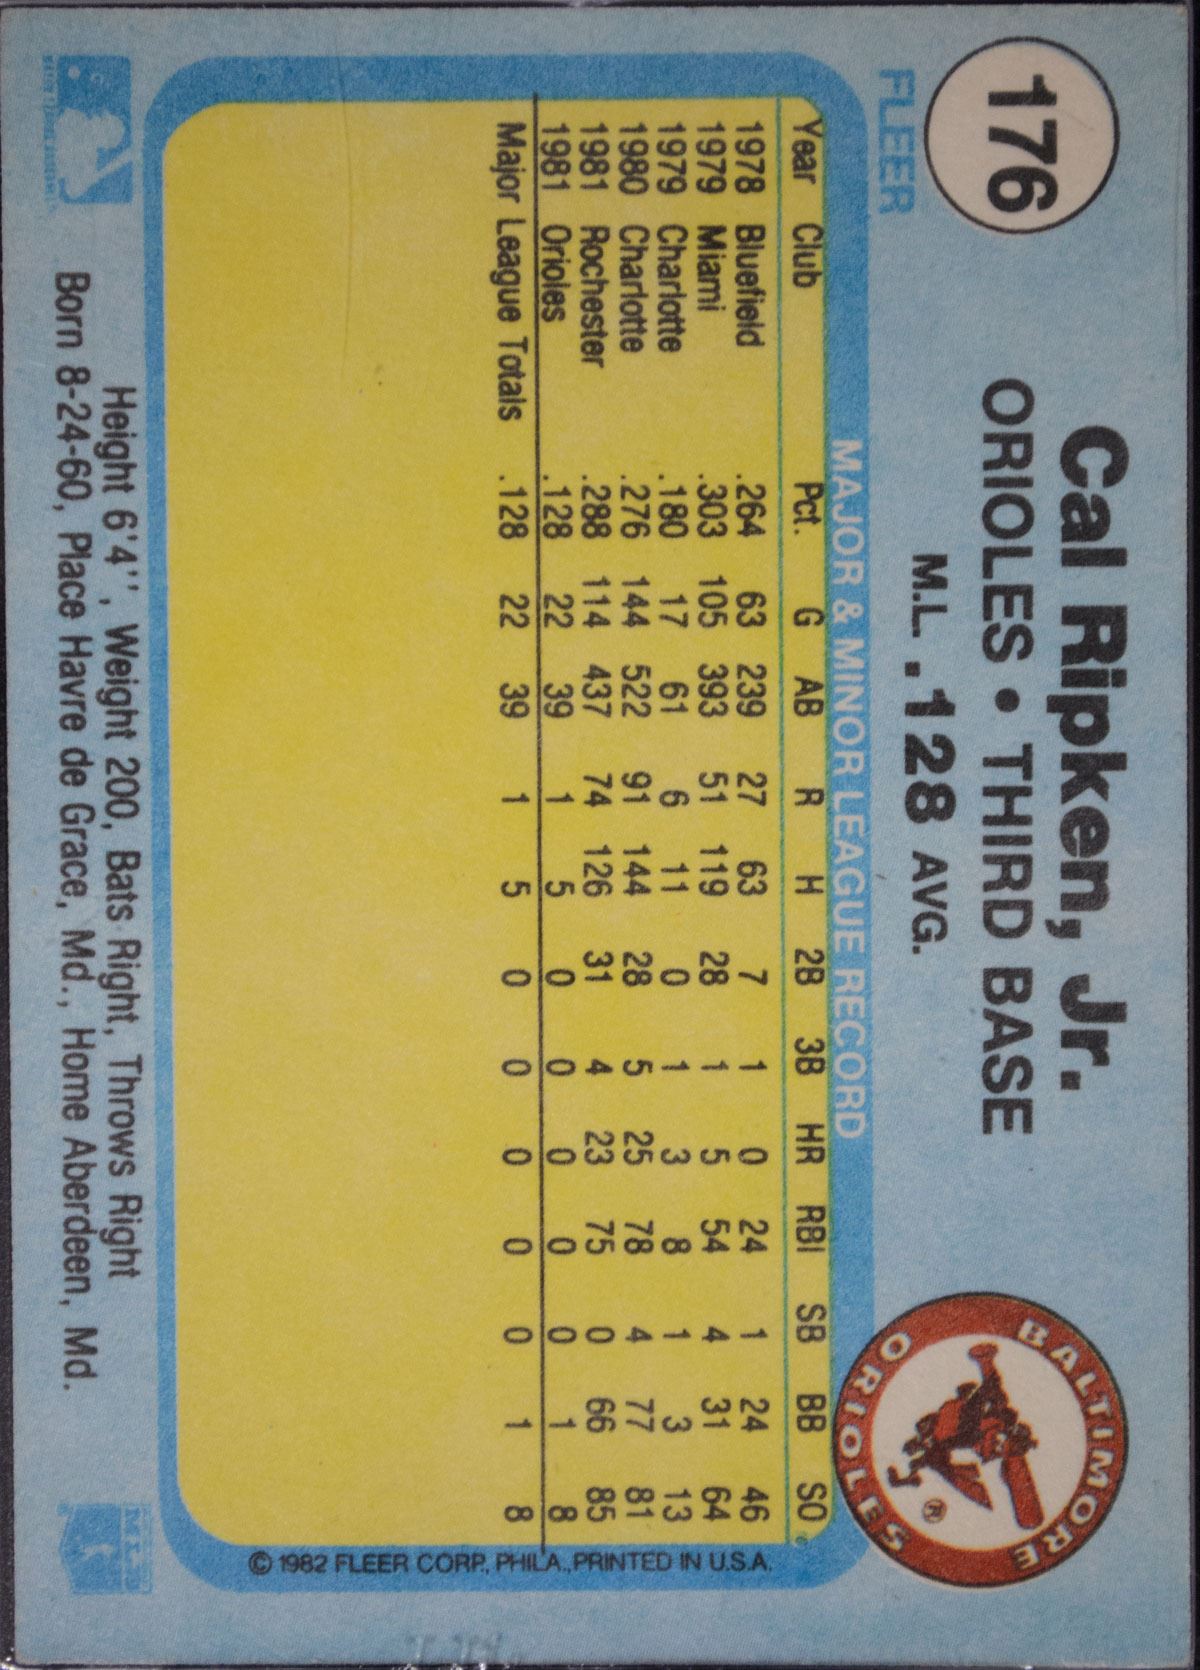 176
Cal Ripken, Jr.
ORIOLES • THIRD BASE
M.L. .128 AVG.
FLEER
BALTIMORE ORIOLES ®
MAJOR & MINOR LEAGUE RECORD
Year Club Pct. G AB R H 2B 3B HR RBI SB BB SO
1978 Bluefield .264 63 239 27 63 7 1 0 24 1 24 46
1979 Miami .303 105 393 51 119 28 1 5 54 4 31 64
1979 Charlotte .180 17 61 6 11 0 1 3 8 1 3 13
1980 Charlotte .276 144 522 91 144 28 5 25 78 4 77 81
1981 Rochester .288 114 437 74 126 31 4 23 75 0 66 85
1981 Orioles .128 22 39 1 5 0 0 0 0 0 1 8
Major League Totals .128 22 39 1 5 0 0 0 0 0 1 8
© 1982 FLEER CORP., PHILA., PRINTED IN U.S.A.
Height 6'4'', Weight 200, Bats Right, Throws Right
Born 8-24-60, Place Havre de Grace, Md., Home Aberdeen, Md.